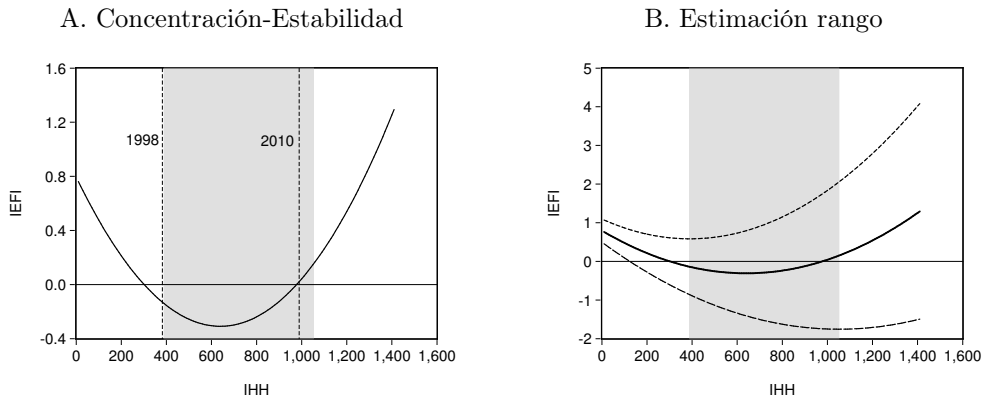 A. Concentración-Estabilidad
1.6
1.2
0.8
0.4
0.0
-0.4
IEFI
1998
2010
0 200 400 600 800 1,000 1,200 1,400 1,600
IHH
B. Estimación rango
5
4
3
2
1
0
-1
-2
IEFI
0 200 400 600 800 1,000 1,200 1,400 1,600
IHH